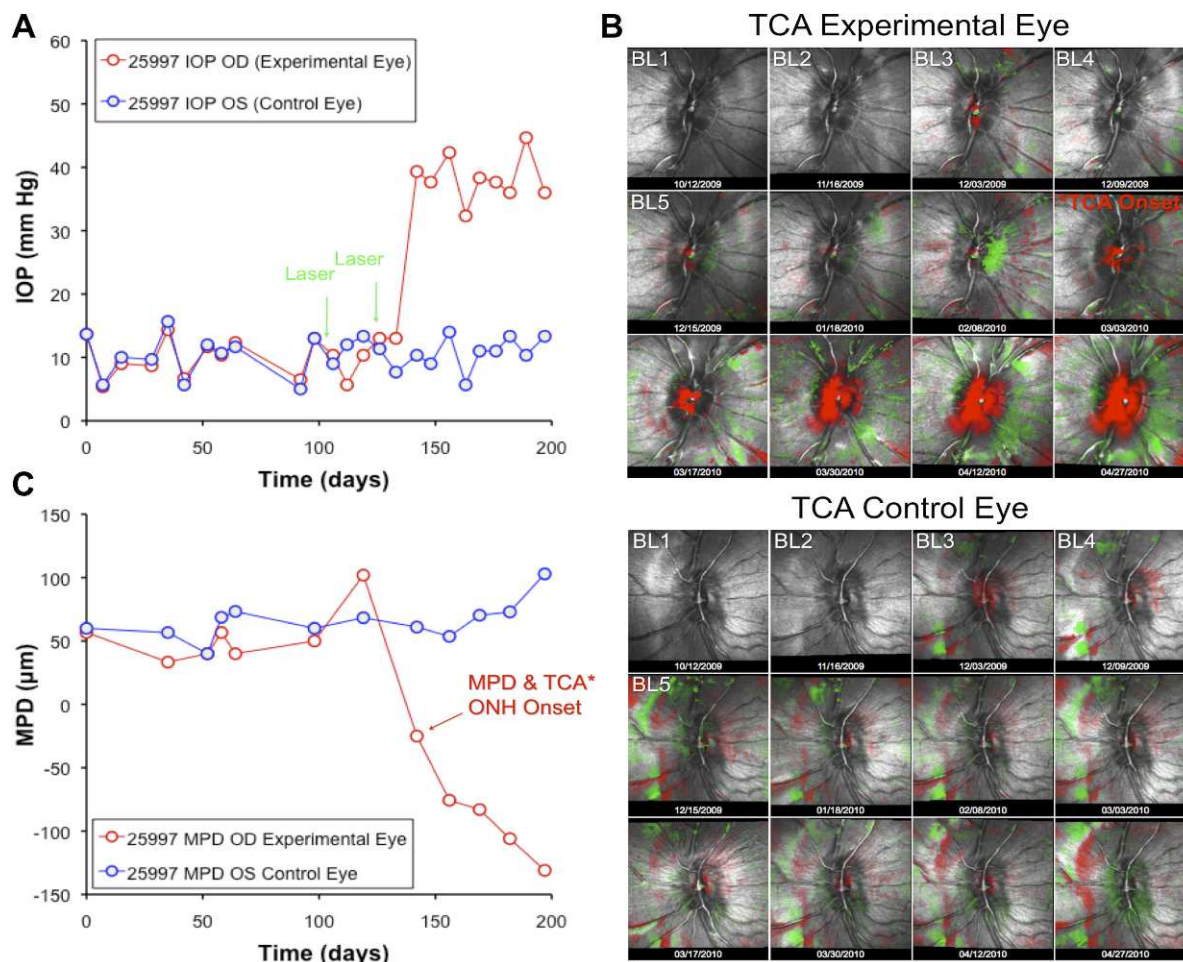 A
60
50
40
30
20
10
0
IOP (mm Hg)
25997 IOP OD (Experimental Eye)
25997 IOP OS (Control Eye)
Laser
Laser
0
50
100
150
200
Time (days)
B
TCA Experimental Eye
BL1
BL2
BL3
BL4
10/12/2009
11/16/2009
12/03/2009
12/09/2009
BL5
*TCA Onset
12/15/2009
01/18/2010
02/08/2010
03/03/2010
03/17/2010
03/30/2010
04/12/2010
04/27/2010
C
100
50
0
-50
-100
-150
MPD (µm)
MPD & TCA*
ONH Onset
25997 MPD OD Experimental Eye
25997 MPD OS Control Eye
0
50
100
150
200
Time (days)
TCA Control Eye
BL1
BL2
BL3
BL4
10/12/2009
11/16/2009
12/03/2009
12/09/2009
BL5
12/15/2009
01/18/2010
02/08/2010
03/03/2010
03/17/2010
03/30/2010
04/12/2010
04/27/2010